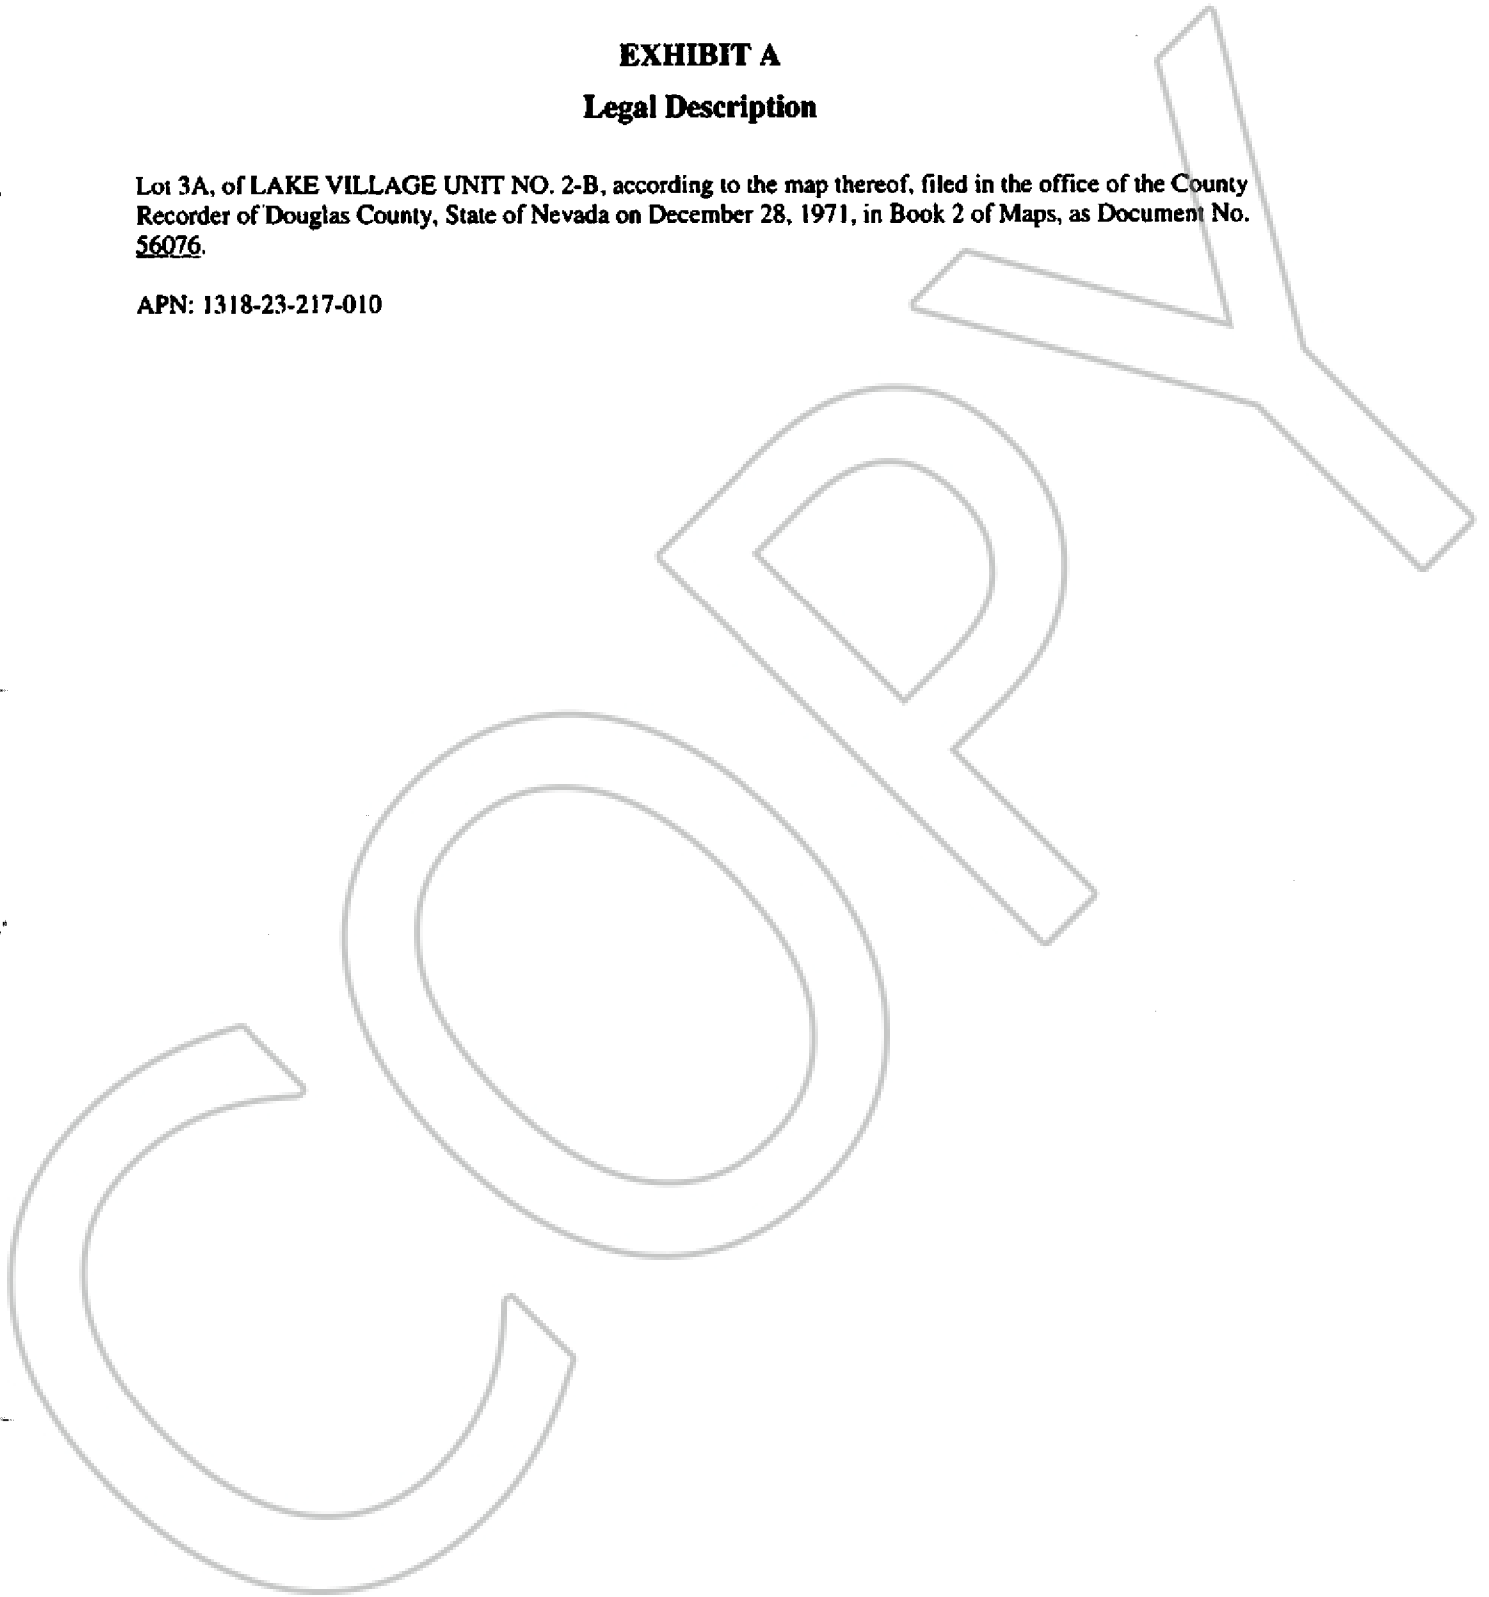 EXHIBIT A
Legal Description
Lot 3A, of LAKE VILLAGE UNIT NO. 2-B, according to the map thereof, filed in the office of the County
Recorder of Douglas County, State of Nevada on December 28, 1971, in Book 2 of Maps, as Document No.
56076.
APN: 1318-23-217-010
COPY